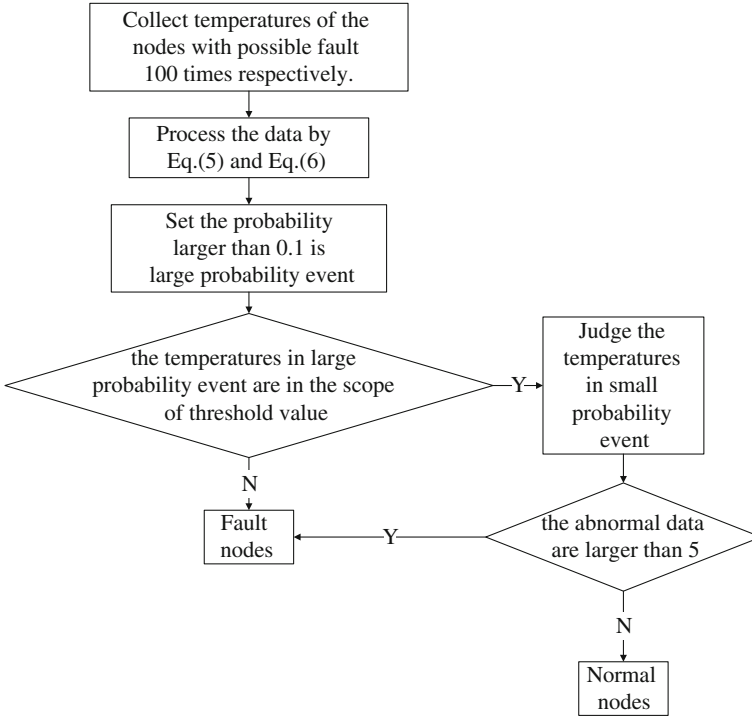 Collect temperatures of the
nodes with possible fault
100 times respectively.
Process the data by
Eq.(5) and Eq.(6)
Set the probability
larger than 0.1 is
large probability event
the temperatures in large
probability event are in the scope
of threshold value
Y
Judge the
temperatures
in small
probability
event
N
Fault
nodes
Y
the abnormal data
are larger than 5
N
Normal
nodes